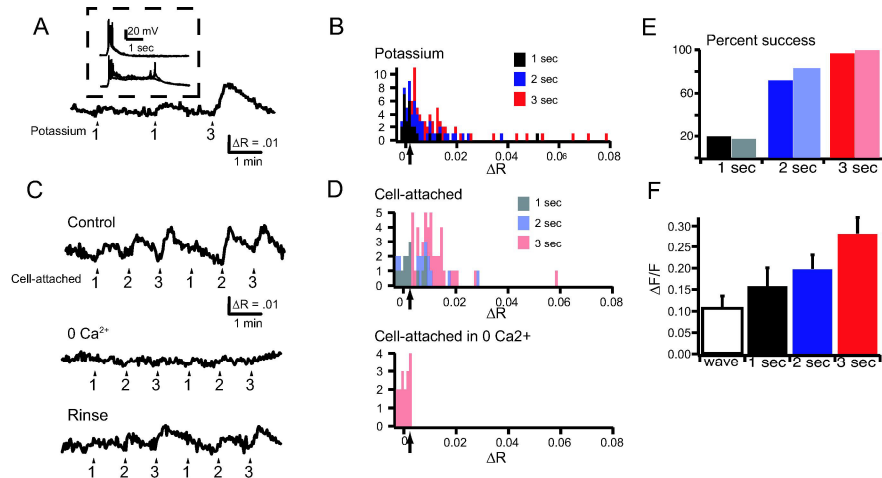 A
20 mV
1 sec
Potassium
1
1
3
ΔR = .01
1 min
B
Potassium
11
10
8
6
4
2
0
1 sec
2 sec
3 sec
0
0.02
0.04
0.06
0.08
ΔR
C
Control
Cell-attached
1
2
3
1
2
3
ΔR = .01
1 min
0 Ca²⁺
1
2
3
1
2
3
Rinse
1
2
3
1
2
3
D
Cell-attached
5
4
3
2
1
0
1 sec
2 sec
3 sec
0
0.02
0.04
0.06
0.08
Cell-attached in 0 Ca2+
4
3
2
1
0
0
0.02
0.04
0.06
0.08
ΔR
E
Percent success
100
60
20
1 sec
2 sec
3 sec
F
ΔF/F
0.30
0.25
0.20
0.15
0.10
0.05
0.00
wave
1 sec
2 sec
3 sec